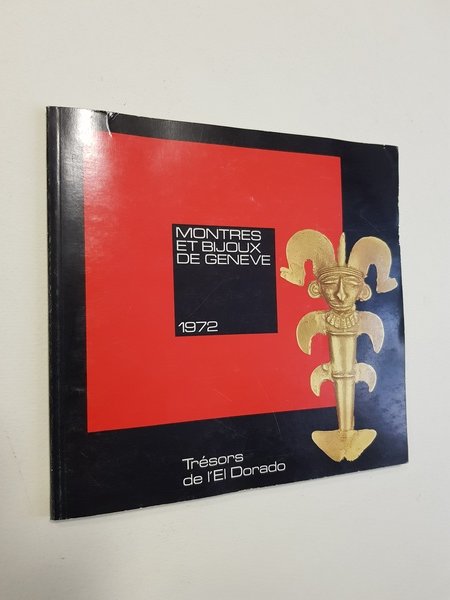 MONTRES
ET BIJOUX
DE GENEVE
1972
Trésors
de l'El Dorado